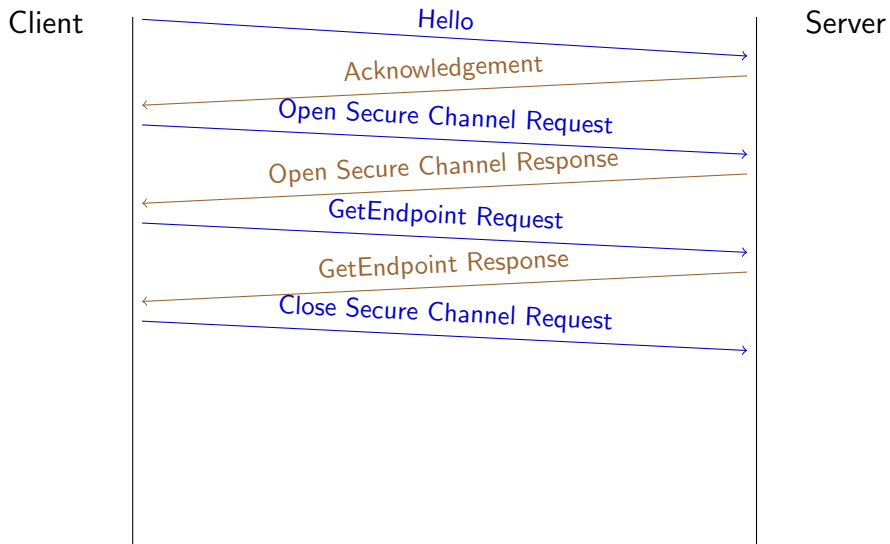 Client
Server
Hello
Acknowledgement
Open Secure Channel Request
Open Secure Channel Response
GetEndpoint Request
GetEndpoint Response
Close Secure Channel Request